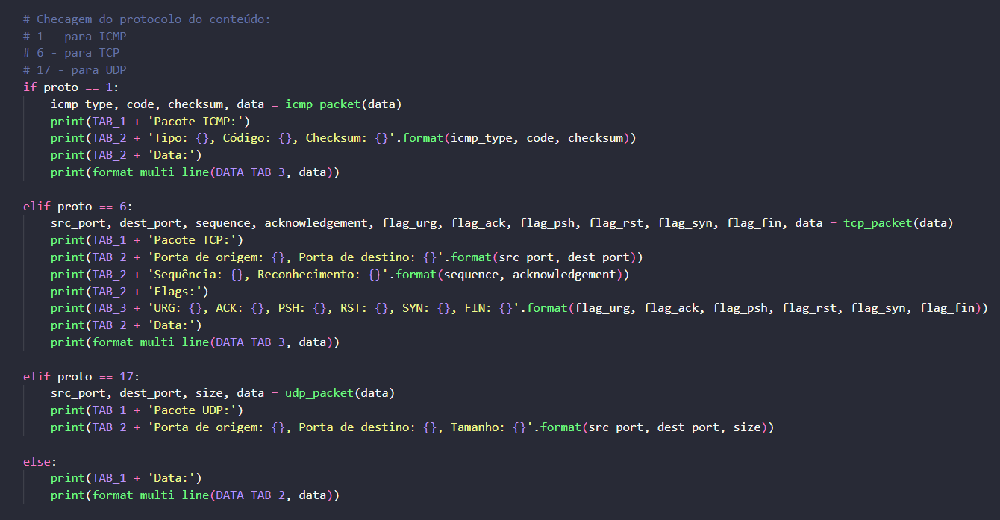 # Checagem do protocolo do conteúdo:
# 1 - para ICMP
# 6 - para TCP
# 17 - para UDP
if proto == 1:
    icmp_type, code, checksum, data = icmp_packet(data)
    print(TAB_1 + 'Pacote ICMP:')
    print(TAB_2 + 'Tipo: {}, Código: {}, Checksum: {}'.format(icmp_type, code, checksum))
    print(TAB_2 + 'Data:')
    print(format_multi_line(DATA_TAB_3, data))

elif proto == 6:
    src_port, dest_port, sequence, acknowledgement, flag_urg, flag_ack, flag_psh, flag_rst, flag_syn, flag_fin, data = tcp_packet(data)
    print(TAB_1 + 'Pacote TCP:')
    print(TAB_2 + 'Porta de origem: {}, Porta de destino: {}'.format(src_port, dest_port))
    print(TAB_2 + 'Sequência: {}, Reconhecimento: {}'.format(sequence, acknowledgement))
    print(TAB_2 + 'Flags:')
    print(TAB_3 + 'URG: {}, ACK: {}, PSH: {}, RST: {}, SYN: {}, FIN: {}'.format(flag_urg, flag_ack, flag_psh, flag_rst, flag_syn, flag_fin))
    print(TAB_2 + 'Data:')
    print(format_multi_line(DATA_TAB_3, data))

elif proto == 17:
    src_port, dest_port, size, data = udp_packet(data)
    print(TAB_1 + 'Pacote UDP:')
    print(TAB_2 + 'Porta de origem: {}, Porta de destino: {}, Tamanho: {}'.format(src_port, dest_port, size))

else:
    print(TAB_1 + 'Data:')
    print(format_multi_line(DATA_TAB_2, data))